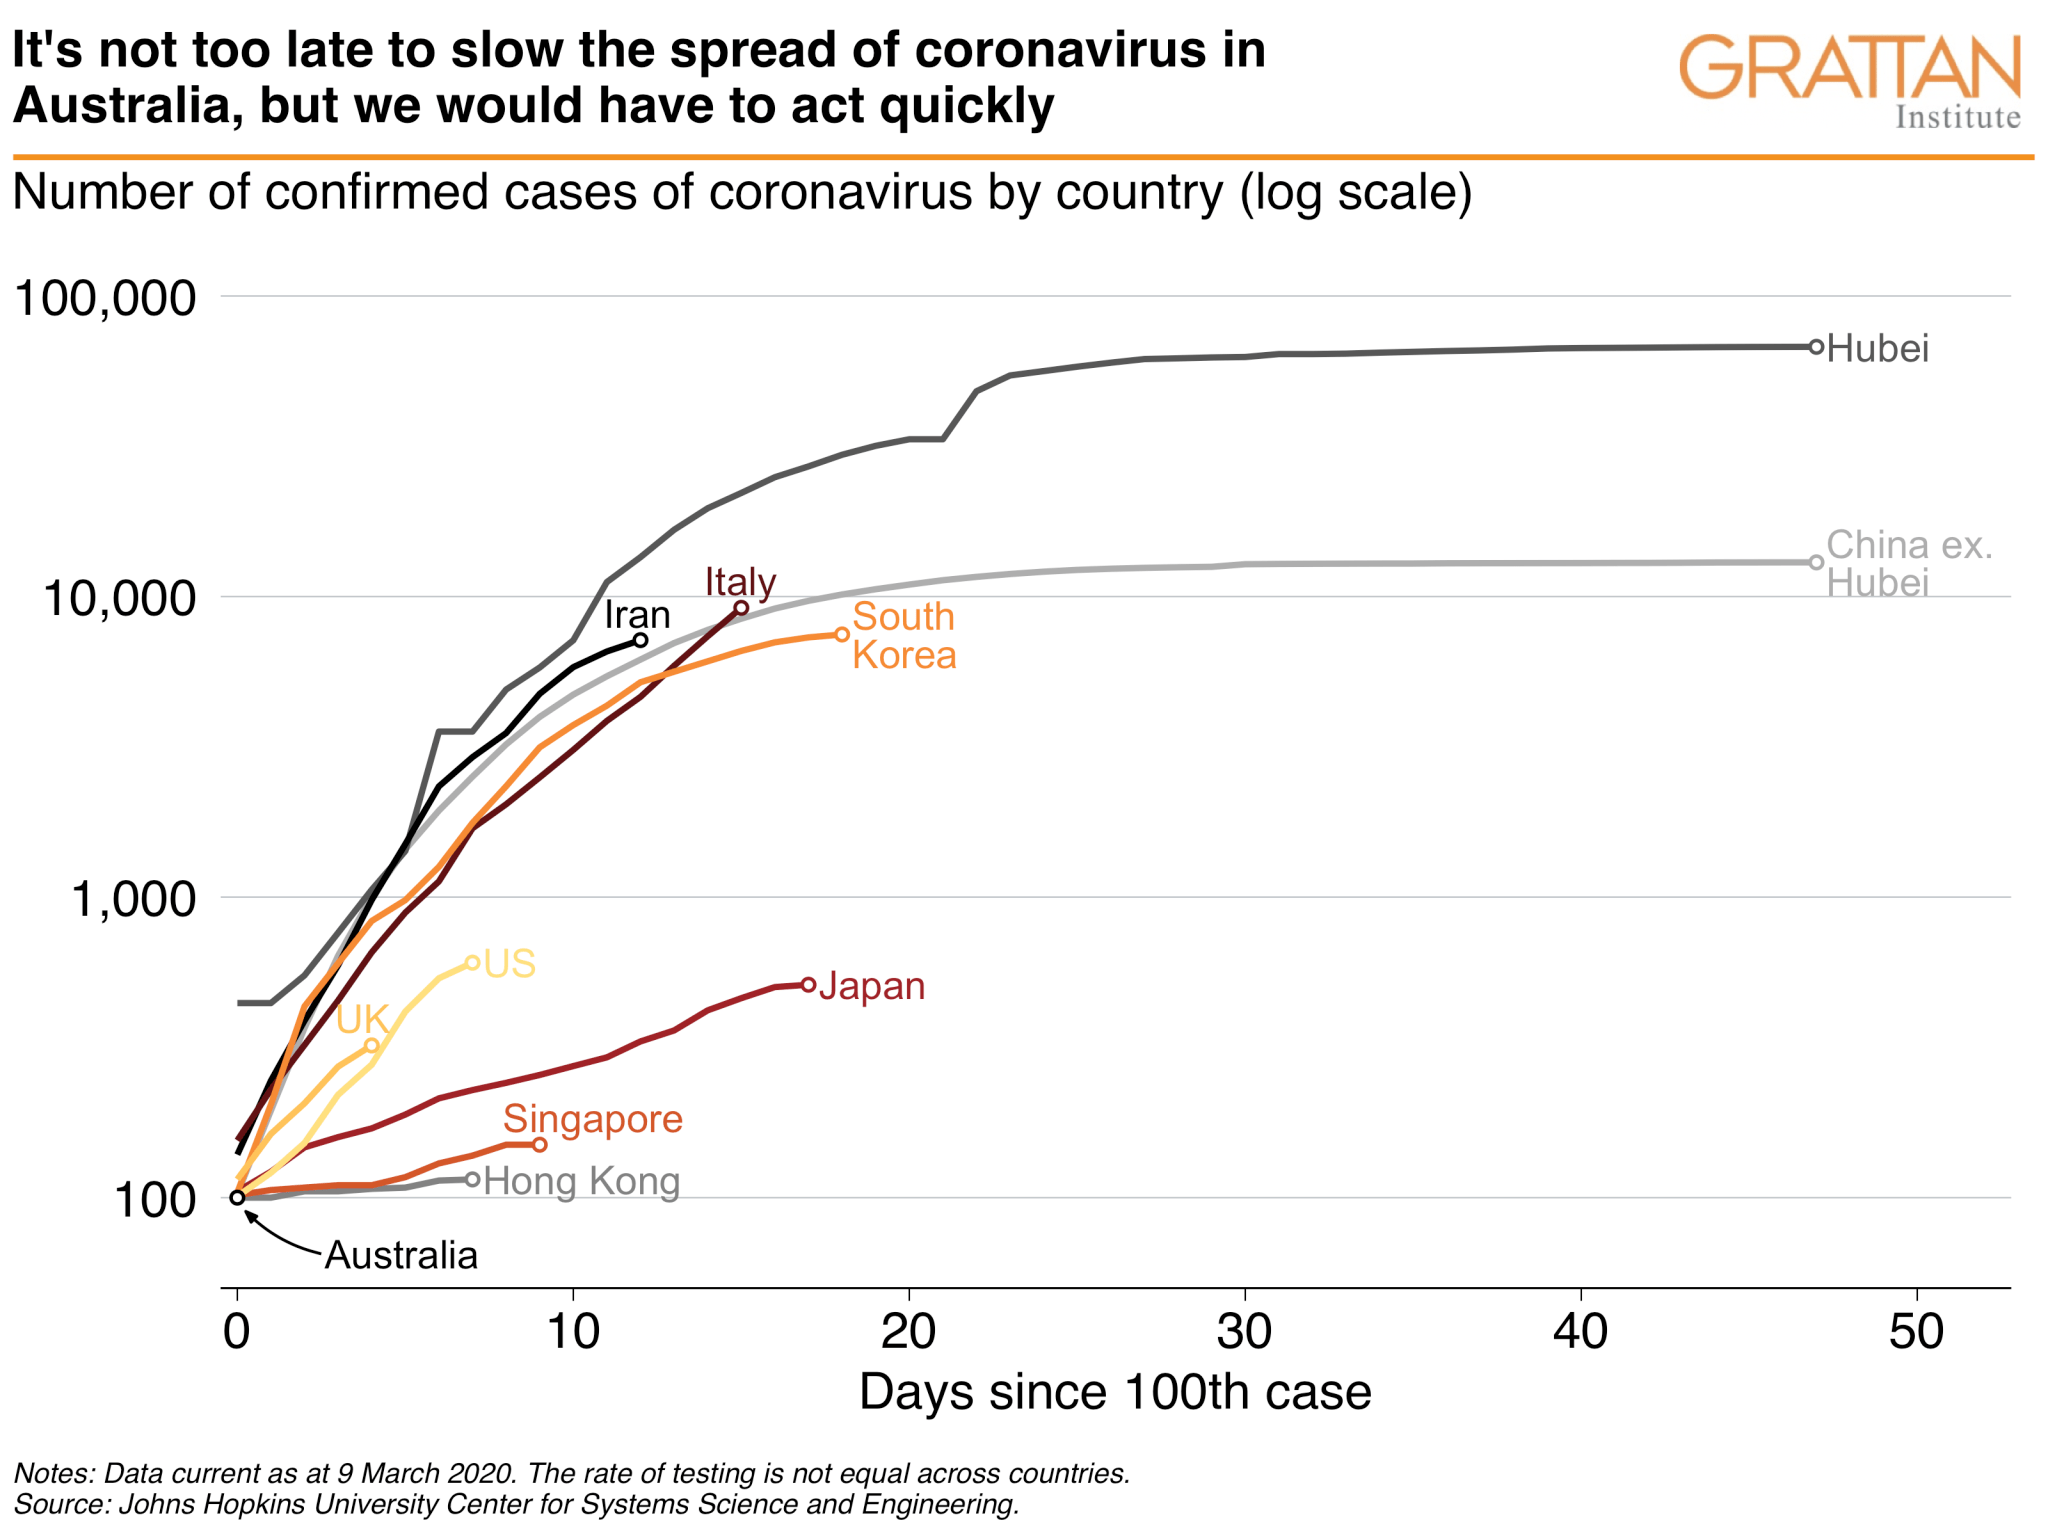 It's not too late to slow the spread of coronavirus in
Australia, but we would have to act quickly
GRATTAN
Institute
Number of confirmed cases of coronavirus by country (log scale)
100,000
Hubei
China ex.
Hubei
10,000
Italy
Iran
South
Korea
1,000
US
Japan
UK
Singapore
Hong Kong
100
Australia
0
10
20
30
40
50
Days since 100th case
Notes: Data current as at 9 March 2020. The rate of testing is not equal across countries.
Source: Johns Hopkins University Center for Systems Science and Engineering.